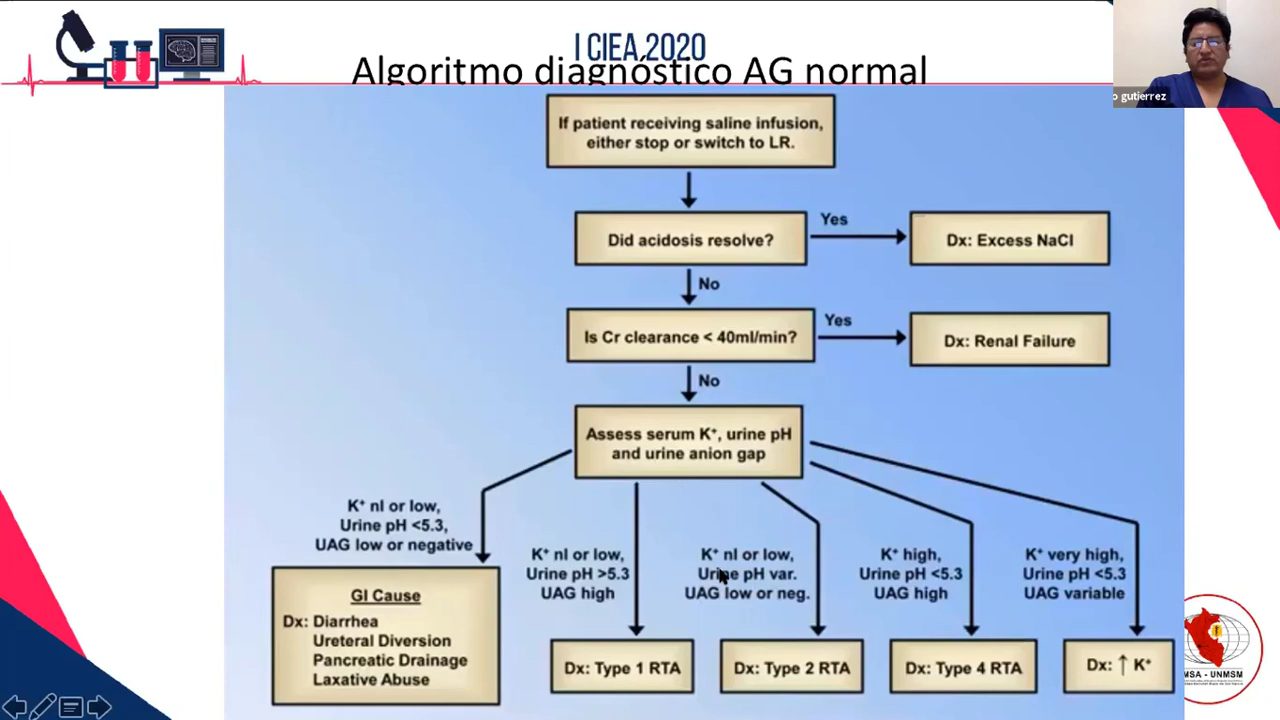 I CIEA 2020
Algoritmo diagnóstico AG normal
o gutierrez
If patient receiving saline infusion,
either stop or switch to LR.
Did acidosis resolve?
Yes
Dx: Excess NaCl
No
Is Cr clearance < 40ml/min?
Yes
Dx: Renal Failure
No
Assess serum K⁺, urine pH
and urine anion gap
K⁺ nl or low,
Urine pH <5.3,
UAG low or negative
GI Cause
Dx: Diarrhea
Ureteral Diversion
Pancreatic Drainage
Laxative Abuse
K⁺ nl or low,
Urine pH >5.3
UAG high
Dx: Type 1 RTA
K⁺ nl or low,
Urine pH var.
UAG low or neg.
Dx: Type 2 RTA
K⁺ high,
Urine pH <5.3
UAG high
Dx: Type 4 RTA
K⁺ very high,
Urine pH <5.3
UAG variable
Dx: ↑ K⁺
MSA - UNMSM